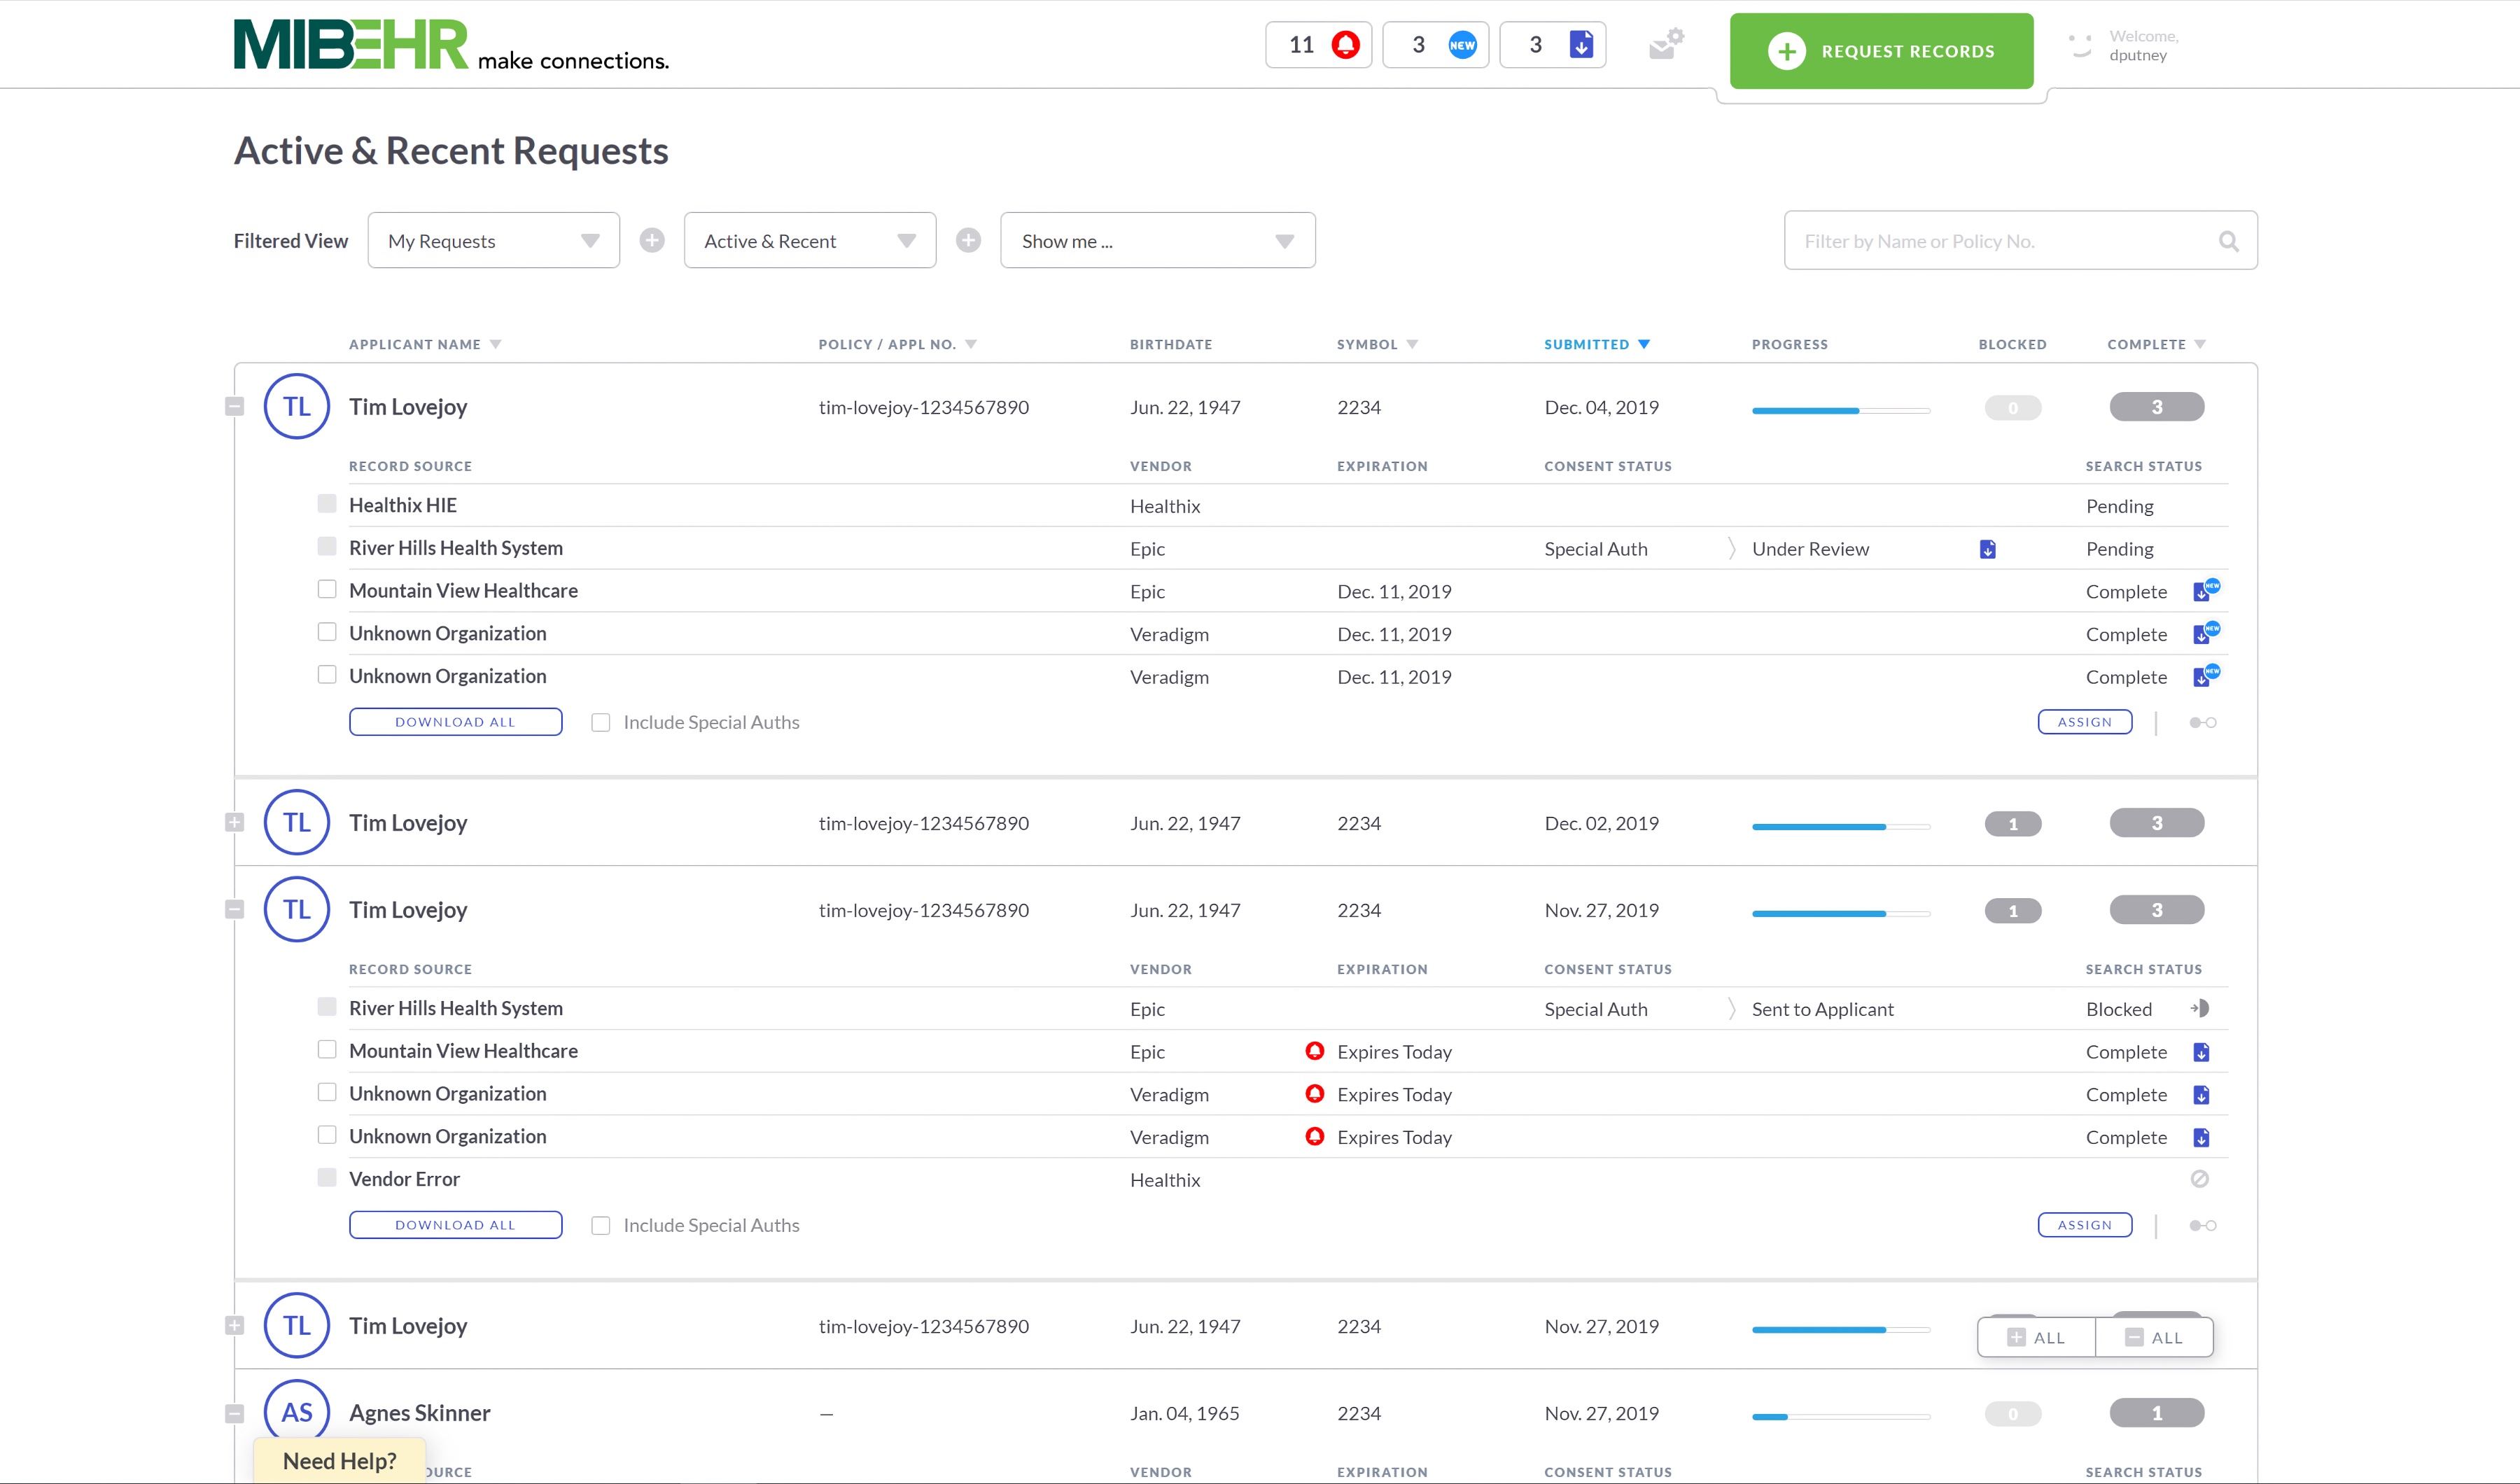 MIBEHR make connections.
11 3 NEW 3 REQUEST RECORDS Welcome,
dputney
Active & Recent Requests
Filtered View My Requests Active & Recent Show me ... Filter by Name or Policy No.
APPLICANT NAME POLICY / APPL NO. BIRTHDATE SYMBOL SUBMITTED PROGRESS BLOCKED COMPLETE
TL Tim Lovejoy tim-lovejoy-1234567890 Jun. 22, 1947 2234 Dec. 04, 2019 0 3
RECORD SOURCE VENDOR EXPIRATION CONSENT STATUS SEARCH STATUS
Healthix HIE Healthix Pending
River Hills Health System Epic Special Auth Under Review Pending
Mountain View Healthcare Epic Dec. 11, 2019 Complete NEW
Unknown Organization Veradigm Dec. 11, 2019 Complete NEW
Unknown Organization Veradigm Dec. 11, 2019 Complete NEW
DOWNLOAD ALL Include Special Auths ASSIGN
TL Tim Lovejoy tim-lovejoy-1234567890 Jun. 22, 1947 2234 Dec. 02, 2019 1 3
TL Tim Lovejoy tim-lovejoy-1234567890 Jun. 22, 1947 2234 Nov. 27, 2019 1 3
RECORD SOURCE VENDOR EXPIRATION CONSENT STATUS SEARCH STATUS
River Hills Health System Epic Special Auth Sent to Applicant Blocked
Mountain View Healthcare Epic Expires Today Complete
Unknown Organization Veradigm Expires Today Complete
Unknown Organization Veradigm Expires Today Complete
Vendor Error Healthix
DOWNLOAD ALL Include Special Auths ASSIGN
TL Tim Lovejoy tim-lovejoy-1234567890 Jun. 22, 1947 2234 Nov. 27, 2019
ALL ALL
AS Agnes Skinner — Jan. 04, 1965 2234 Nov. 27, 2019 0 1
Need Help?
VENDOR EXPIRATION CONSENT STATUS SEARCH STATUS